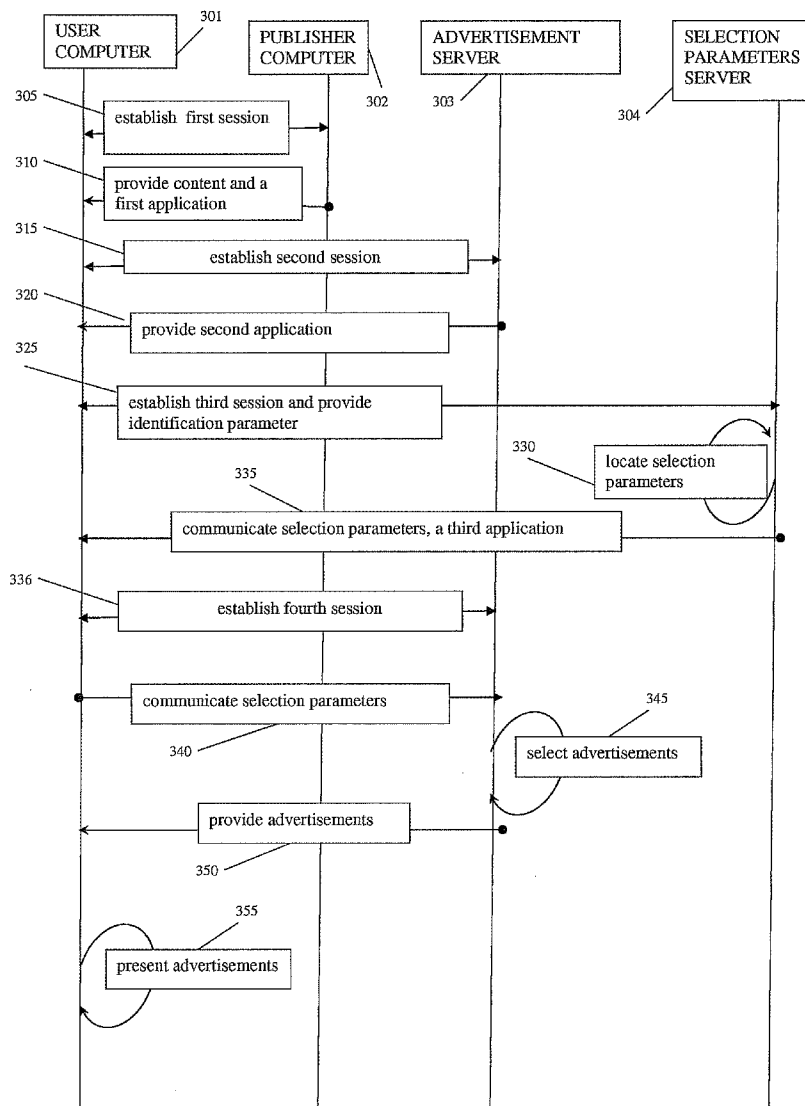 USER
COMPUTER
301
PUBLISHER
COMPUTER
302
ADVERTISEMENT
SERVER
303
SELECTION
PARAMETERS
SERVER
304
305
establish first session
310
provide content and a
first application
315
establish second session
320
provide second application
325
establish third session and provide
identification parameter
330
locate selection
parameters
335
communicate selection parameters, a third application
336
establish fourth session
communicate selection parameters
340
345
select advertisements
provide advertisements
350
355
present advertisements